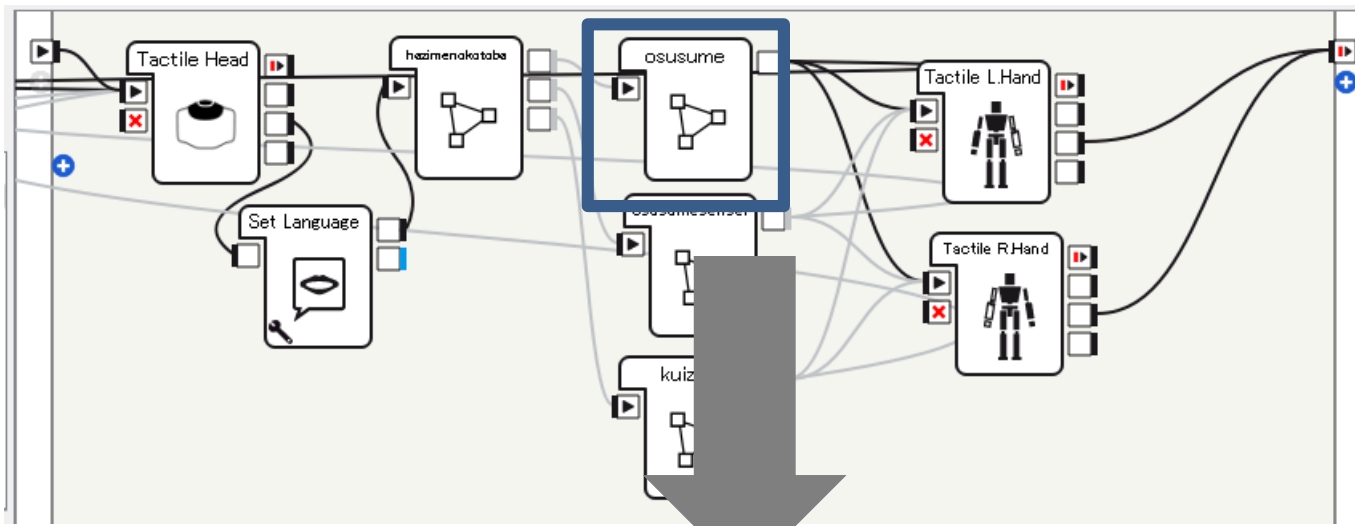 Tactile Head
hazimenokotoba
osusume
Tactile L.Hand
Set Language
Tactile R.Hand